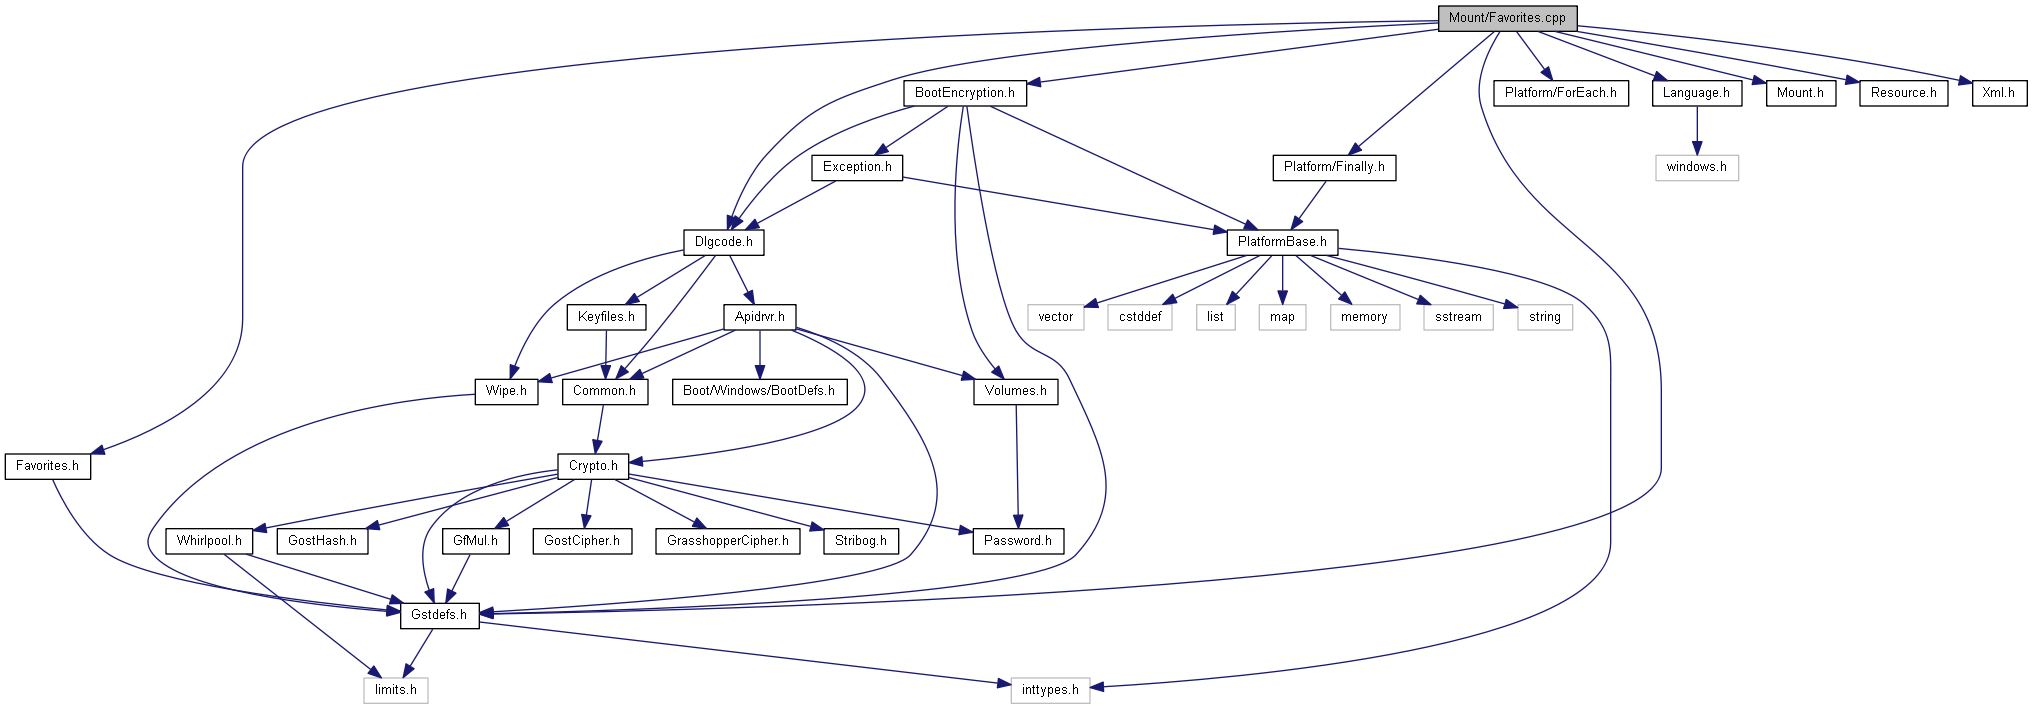 Mount/Favorites.cpp
BootEncryption.h
Platform/ForEach.h
Language.h
Mount.h
Resource.h
Xml.h
Exception.h
Platform/Finally.h
windows.h
Dlgcode.h
PlatformBase.h
Keyfiles.h
Apidrvr.h
vector
cstddef
list
map
memory
sstream
string
Wipe.h
Common.h
Boot/Windows/BootDefs.h
Volumes.h
Favorites.h
Crypto.h
Whirlpool.h
GostHash.h
GfMul.h
GostCipher.h
GrasshopperCipher.h
Stribog.h
Password.h
Gstdefs.h
limits.h
inttypes.h